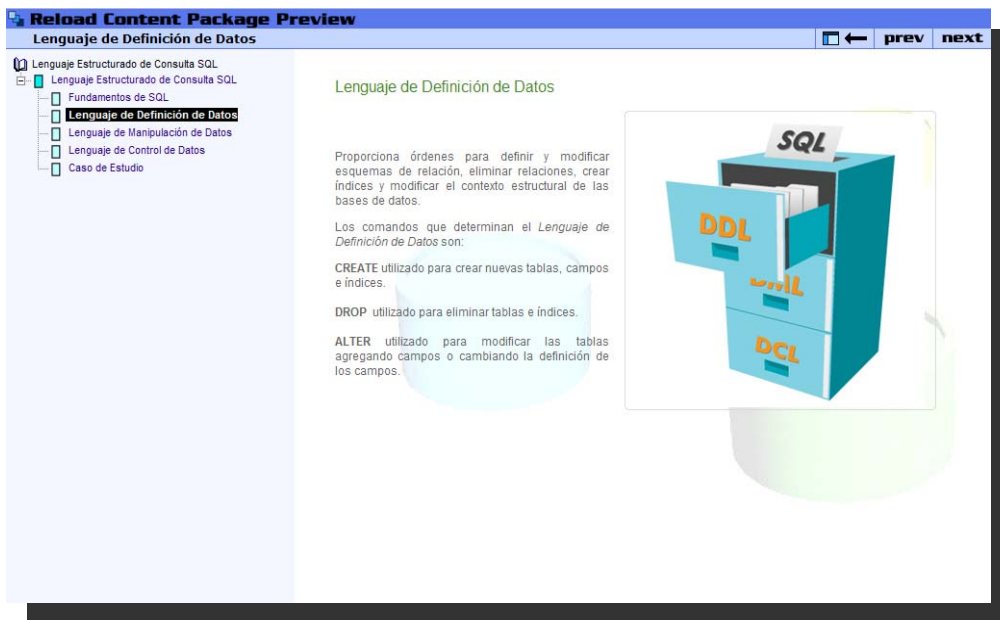 Reload Content Package Preview
Lenguaje de Definición de Datos
prev
next
Lenguaje Estructurado de Consulta SQL
Lenguaje Estructurado de Consulta SQL
Fundamentos de SQL
Lenguaje de Definición de Datos
Lenguaje de Manipulación de Datos
Lenguaje de Control de Datos
Caso de Estudio
Lenguaje de Definición de Datos
Proporciona órdenes para definir y modificar
esquemas de relación, eliminar relaciones, crear
índices y modificar el contexto estructural de las
bases de datos.
Los comandos que determinan el Lenguaje de
Definición de Datos son:
CREATE utilizado para crear nuevas tablas, campos
e índices.
DROP utilizado para eliminar tablas e índices.
ALTER utilizado para modificar las tablas
agregando campos o cambiando la definición de
los campos.
SQL
DDL
DML
DCL